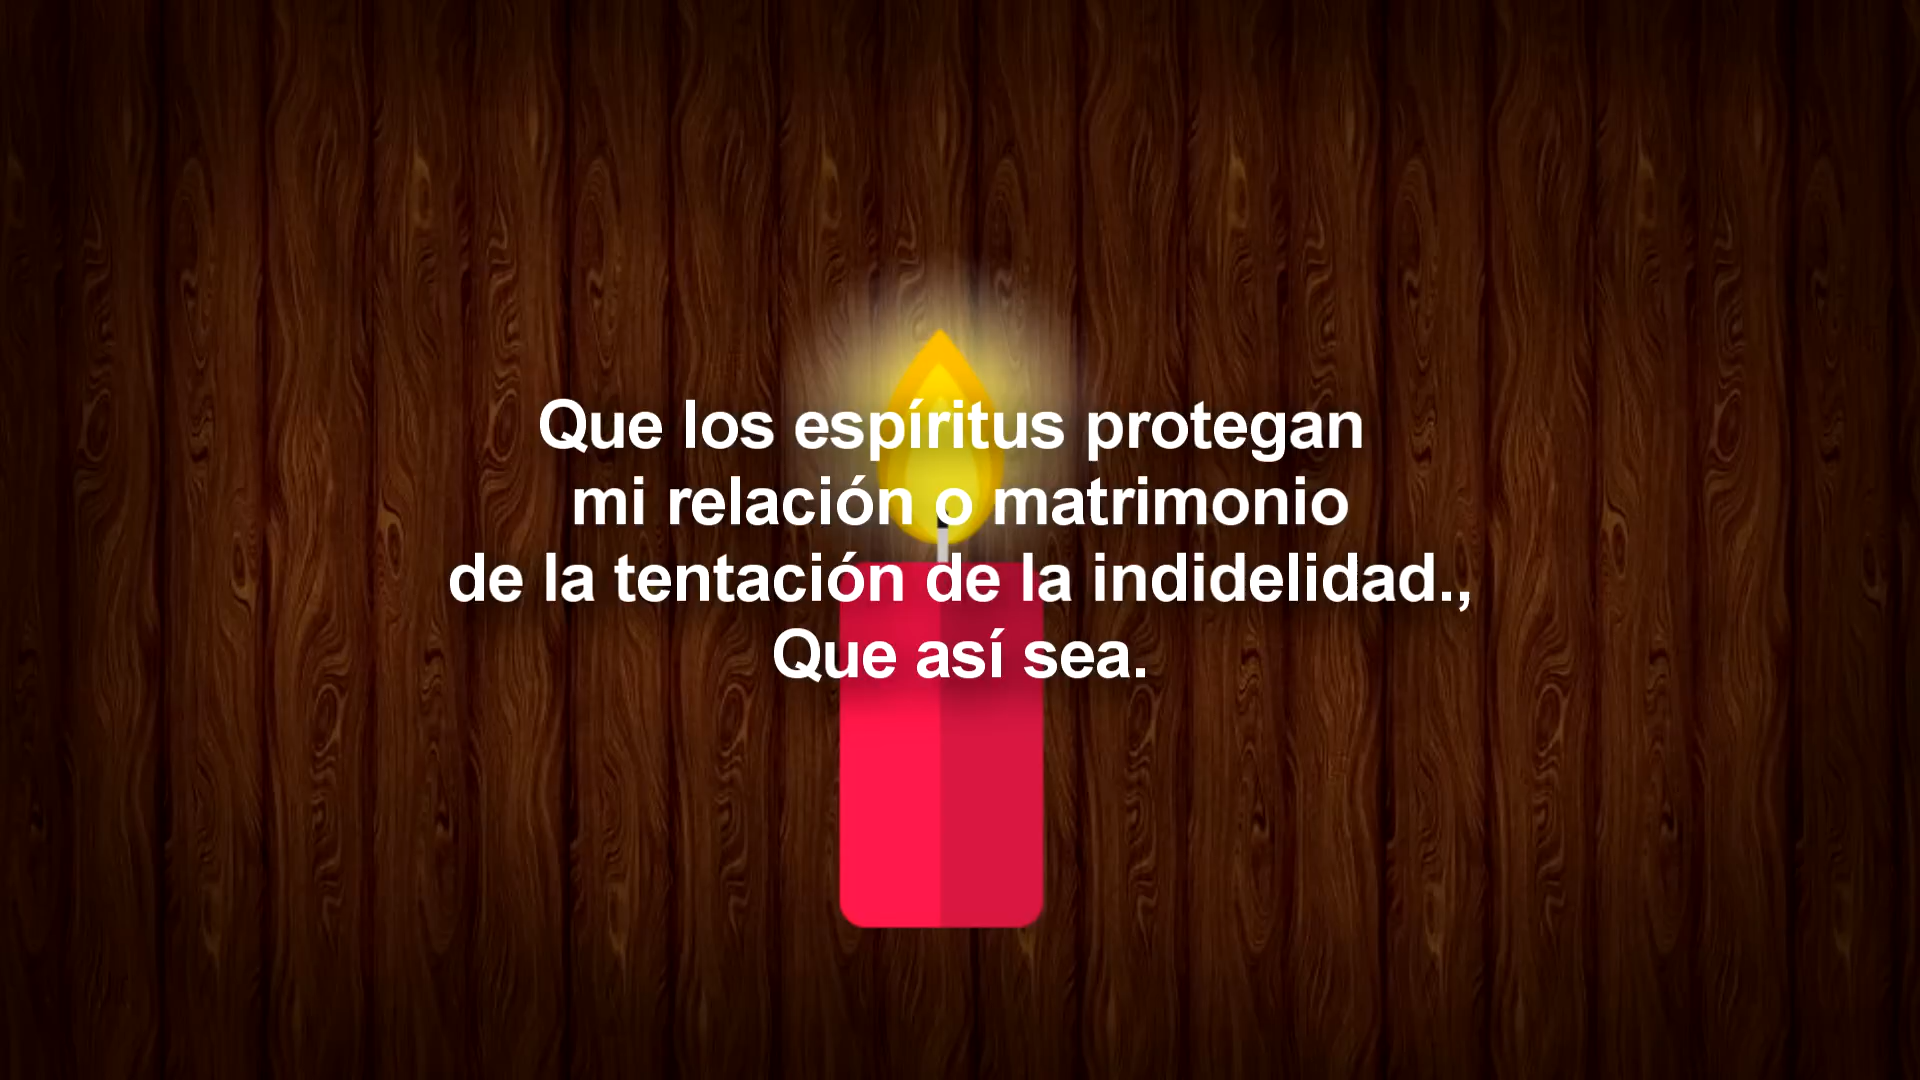 Que los espíritus protegan
mi relación o matrimonio
de la tentación de la indidelidad.,
Que así sea.